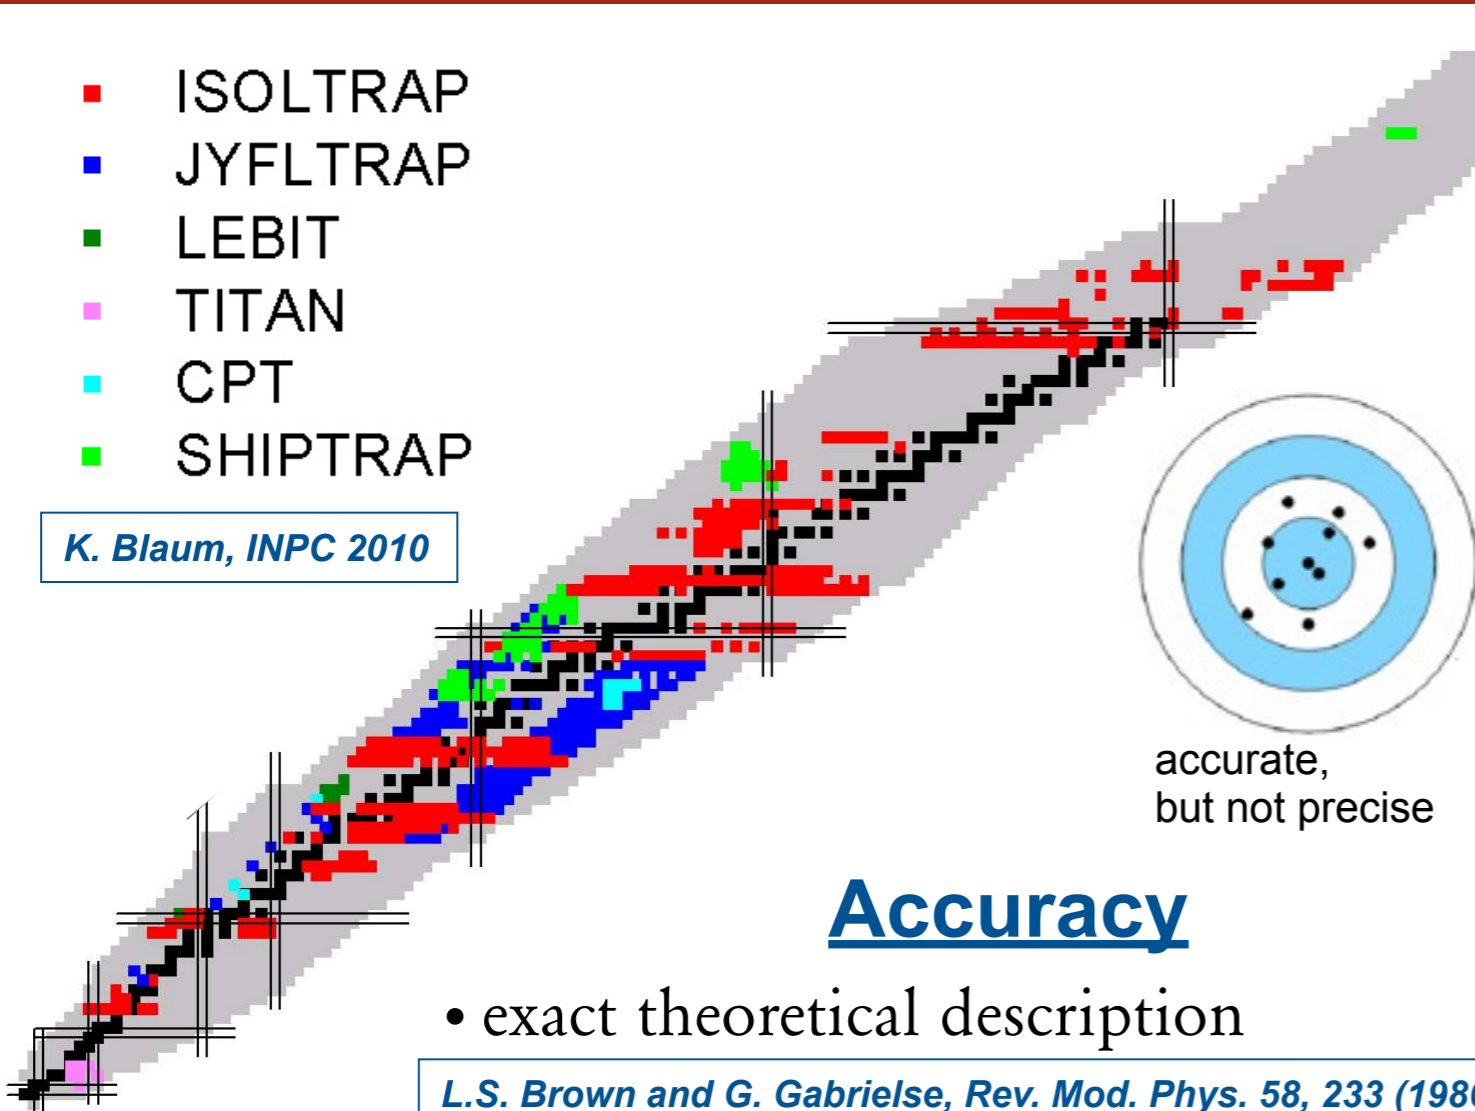 ISOLTRAP
JYFLTRAP
LEBIT
TITAN
CPT
SHIPTRAP
K. Blaum, INPC 2010
accurate,
but not precise
Accuracy
• exact theoretical description
L.S. Brown and G. Gabrielse, Rev. Mod. Phys. 58, 233 (1986